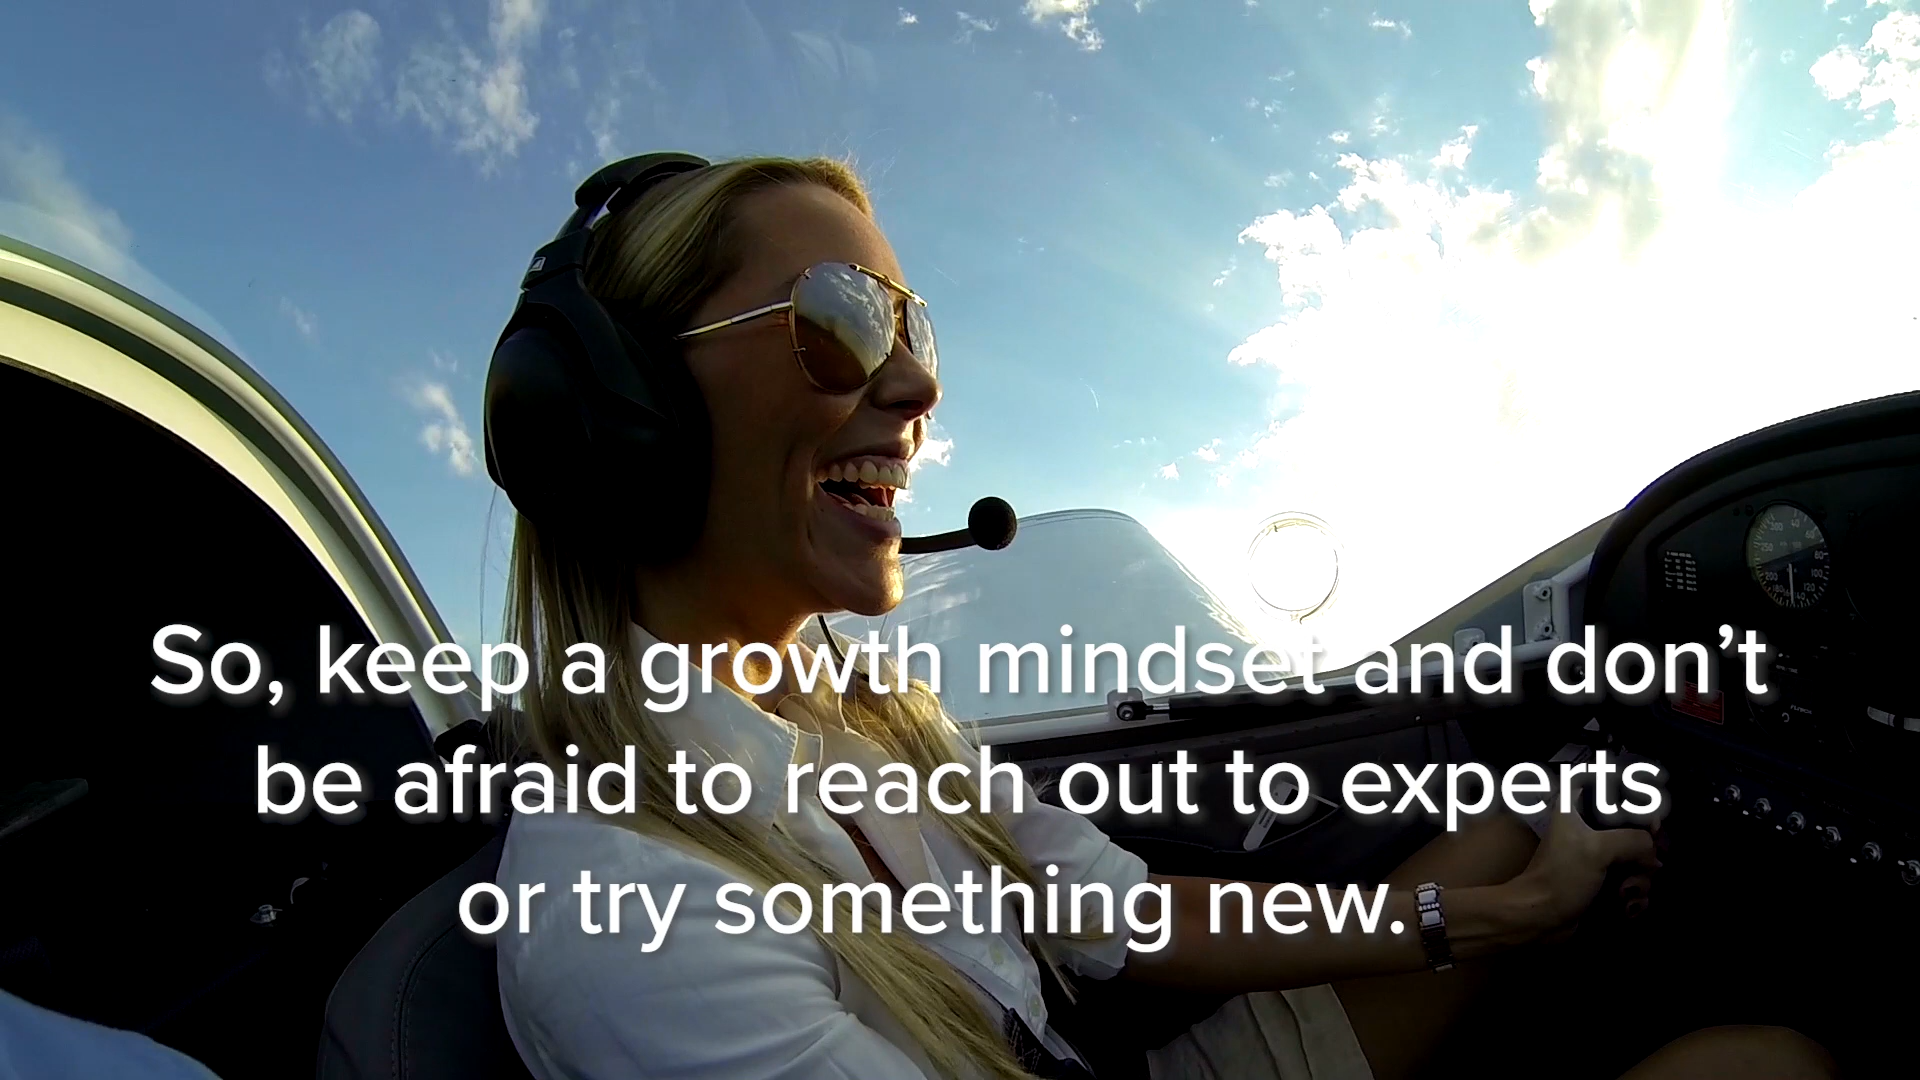 So, keep a growth mindset and don’t
be afraid to reach out to experts
or try something new.